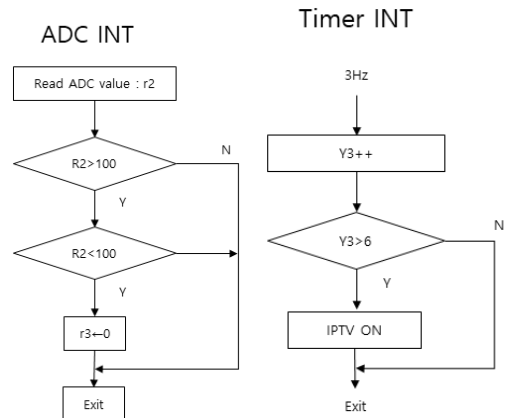 ADC INT
Read ADC value : r2
R2>100
N
Y
R2<100
Y
r3←0
Exit
Timer INT
3Hz
Y3++
Y3>6
N
Y
IPTV ON
Exit